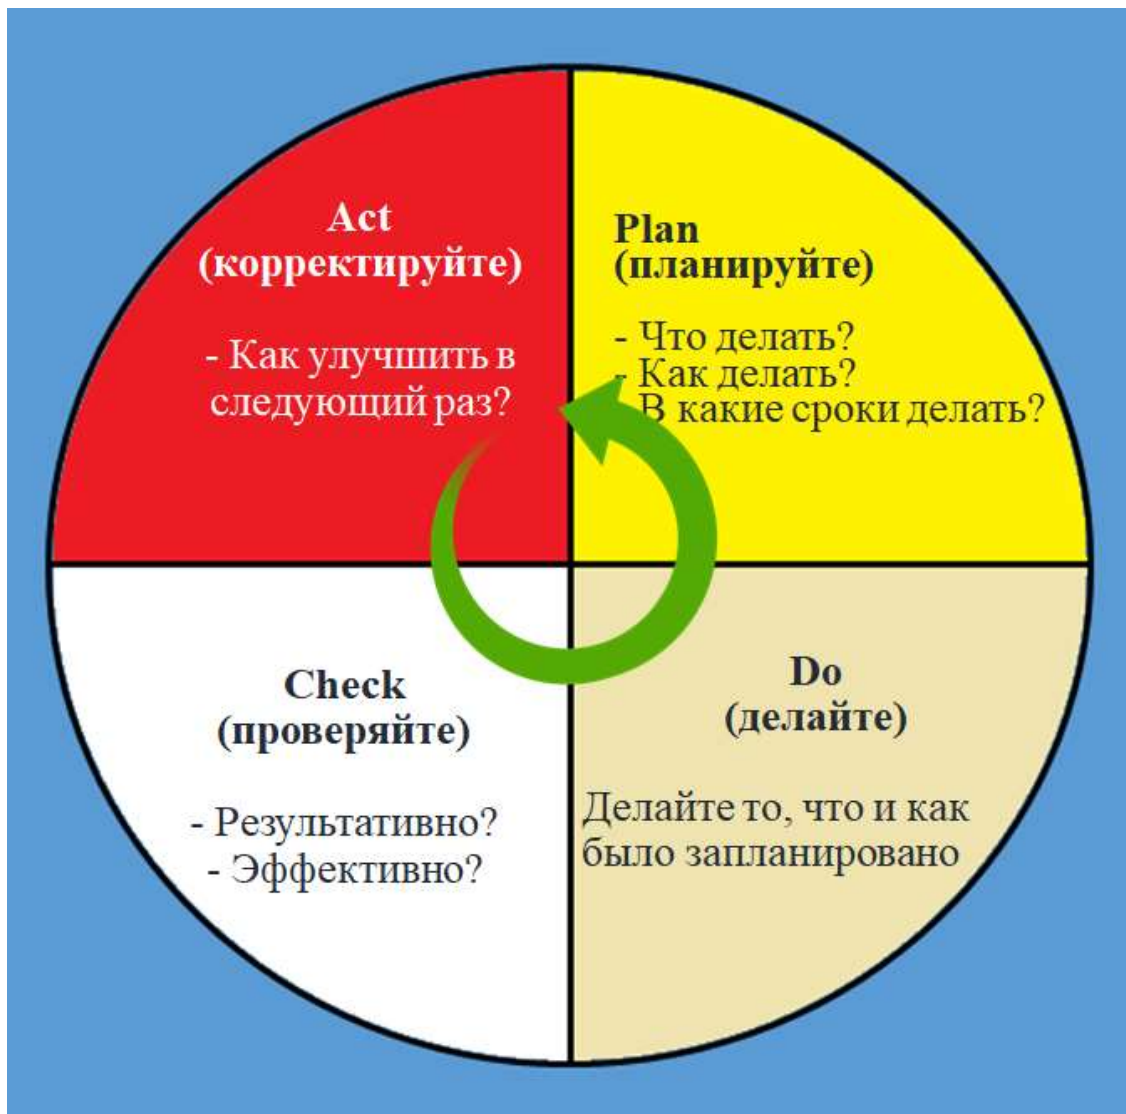 Act
(корректируйте)
- Как улучшить в
следующий раз?
Plan
(планируйте)
- Что делать?
- Как делать?
В какие сроки делать?
Check
(проверяйте)
- Результативно?
- Эффективно?
Do
(делайте)
Делайте то, что и как
было запланировано